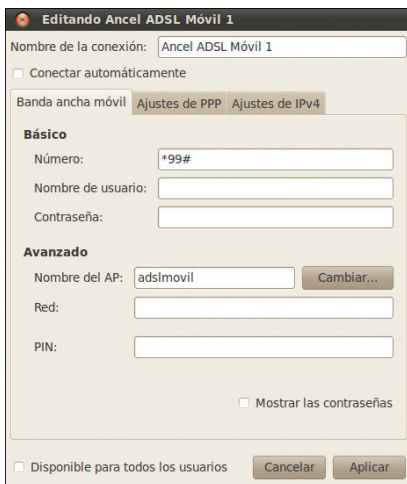 Editando Ancel ADSL Móvil 1
Nombre de la conexión: Ancel ADSL Móvil 1
Conectar automáticamente
Banda ancha móvil Ajustes de PPP Ajustes de IPv4
Básico
Número: *99#
Nombre de usuario:
Contraseña:
Avanzado
Nombre del AP: adslmovil Cambiar...
Red:
PIN:
Mostrar las contraseñas
Disponible para todos los usuarios Cancelar Aplicar